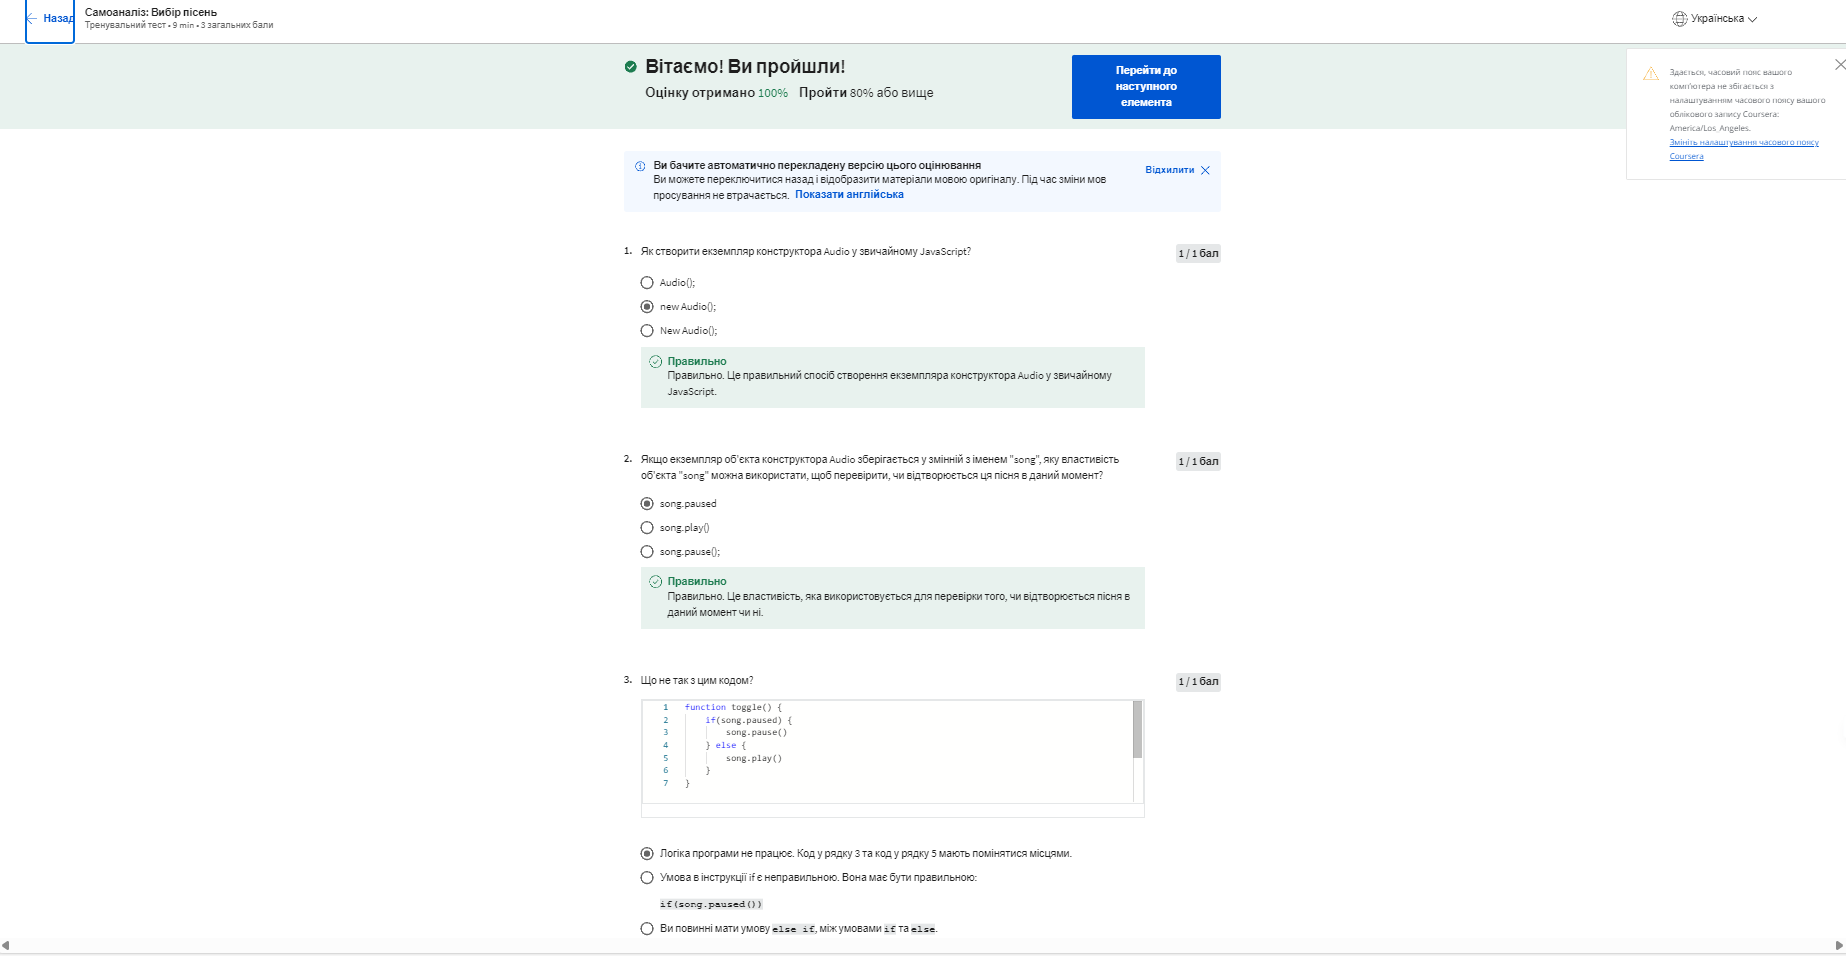 Назад
Самоаналіз: Вибір пісень
Тренувальний тест • 9 min • 3 загальних бали
Українська
Вітаємо! Ви пройшли!
Оцінку отримано 100% Пройти 80% або вище
Перейти до
наступного
елемента
Здається, часовий пояс вашого
комп'ютера не збігається з
налаштуванням часового поясу вашого
облікового запису Coursera:
America/Los_Angeles.
Змініть налаштування часового поясу
Coursera
Ви бачите автоматично перекладену версію цього оцінювання
Ви можете переключитися назад і відобразити матеріали мовою оригіналу. Під час зміни мов
просування не втрачається. Показати англійська
Відхилити
1. Як створити екземпляр конструктора Audio у звичайному JavaScript?
1 / 1 бал
Audio();
new Audio();
New Audio();
Правильно
Правильно. Це правильний спосіб створення екземпляра конструктора Audio у звичайному
JavaScript.
2. Якщо екземпляр об'єкта конструктора Audio зберігається у змінній з іменем "song", яку властивість
об'єкта "song" можна використати, щоб перевірити, чи відтворюється ця пісня в даний момент?
1 / 1 бал
song.paused
song.play()
song.pause();
Правильно
Правильно. Це властивість, яка використовується для перевірки того, чи відтворюється пісня в
даний момент чи ні.
3. Що не так з цим кодом?
1 / 1 бал
1 function toggle() {
2 if(song.paused) {
3 song.pause()
4 } else {
5 song.play()
6 }
7 }
Логіка програми не працює. Код у рядку 3 та код у рядку 5 мають помінятися місцями.
Умова в інструкції if є неправильною. Вона має бути правильною:
if(song.paused())
Ви повинні мати умову else if, між умовами if та else.